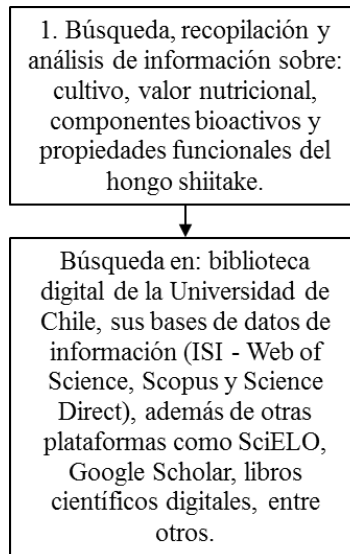 1. Búsqueda, recopilación y
análisis de información sobre:
cultivo, valor nutricional,
componentes bioactivos y
propiedades funcionales del
hongo shiitake.
Búsqueda en: biblioteca
digital de la Universidad de
Chile, sus bases de datos de
información (ISI - Web of
Science, Scopus y Science
Direct), además de otras
plataformas como SciELO,
Google Scholar, libros
científicos digitales, entre
otros.